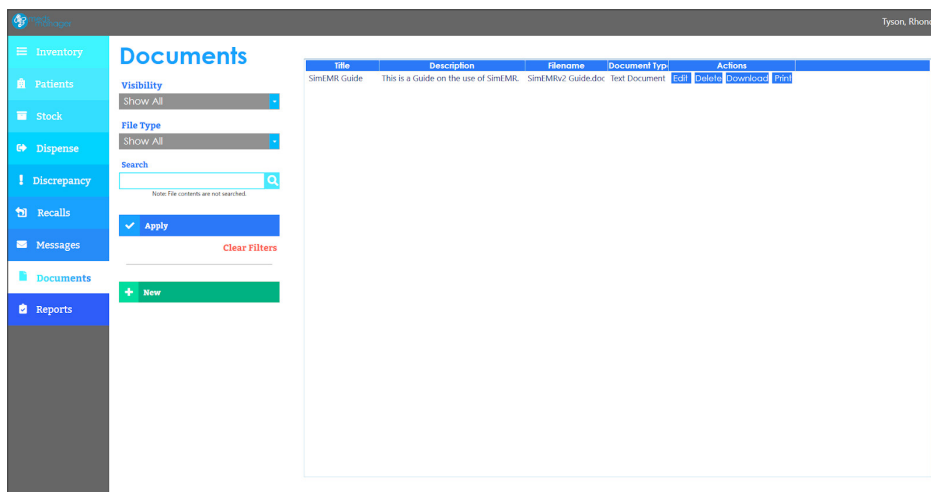 Tyson, Rhond
Inventory
Patients
Stock
Dispense
Discrepancy
Recalls
Messages
Documents
Reports
Documents
Visibility
Show All
File Type
Show All
Search
Note: File contents are not searched.
Apply
Clear Filters
New
Title Description Filename Document Typ Actions
SimEMR Guide This is a Guide on the use of SimEMR. SimEMRv2 Guide.doc Text Document Edit Delete Download Print